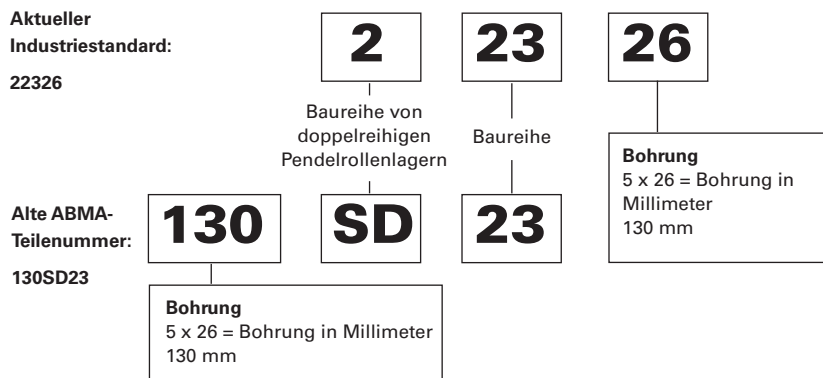 Aktueller
Industriestandard:
22326
2
23
26
Baureihe von
doppelreihigen
Pendelrollenlagern
Baureihe
Bohrung
5 x 26 = Bohrung in
Millimeter
130 mm
Alte ABMA-
Teilenummer:
130SD23
130
SD
23
Bohrung
5 x 26 = Bohrung in Millimeter
130 mm